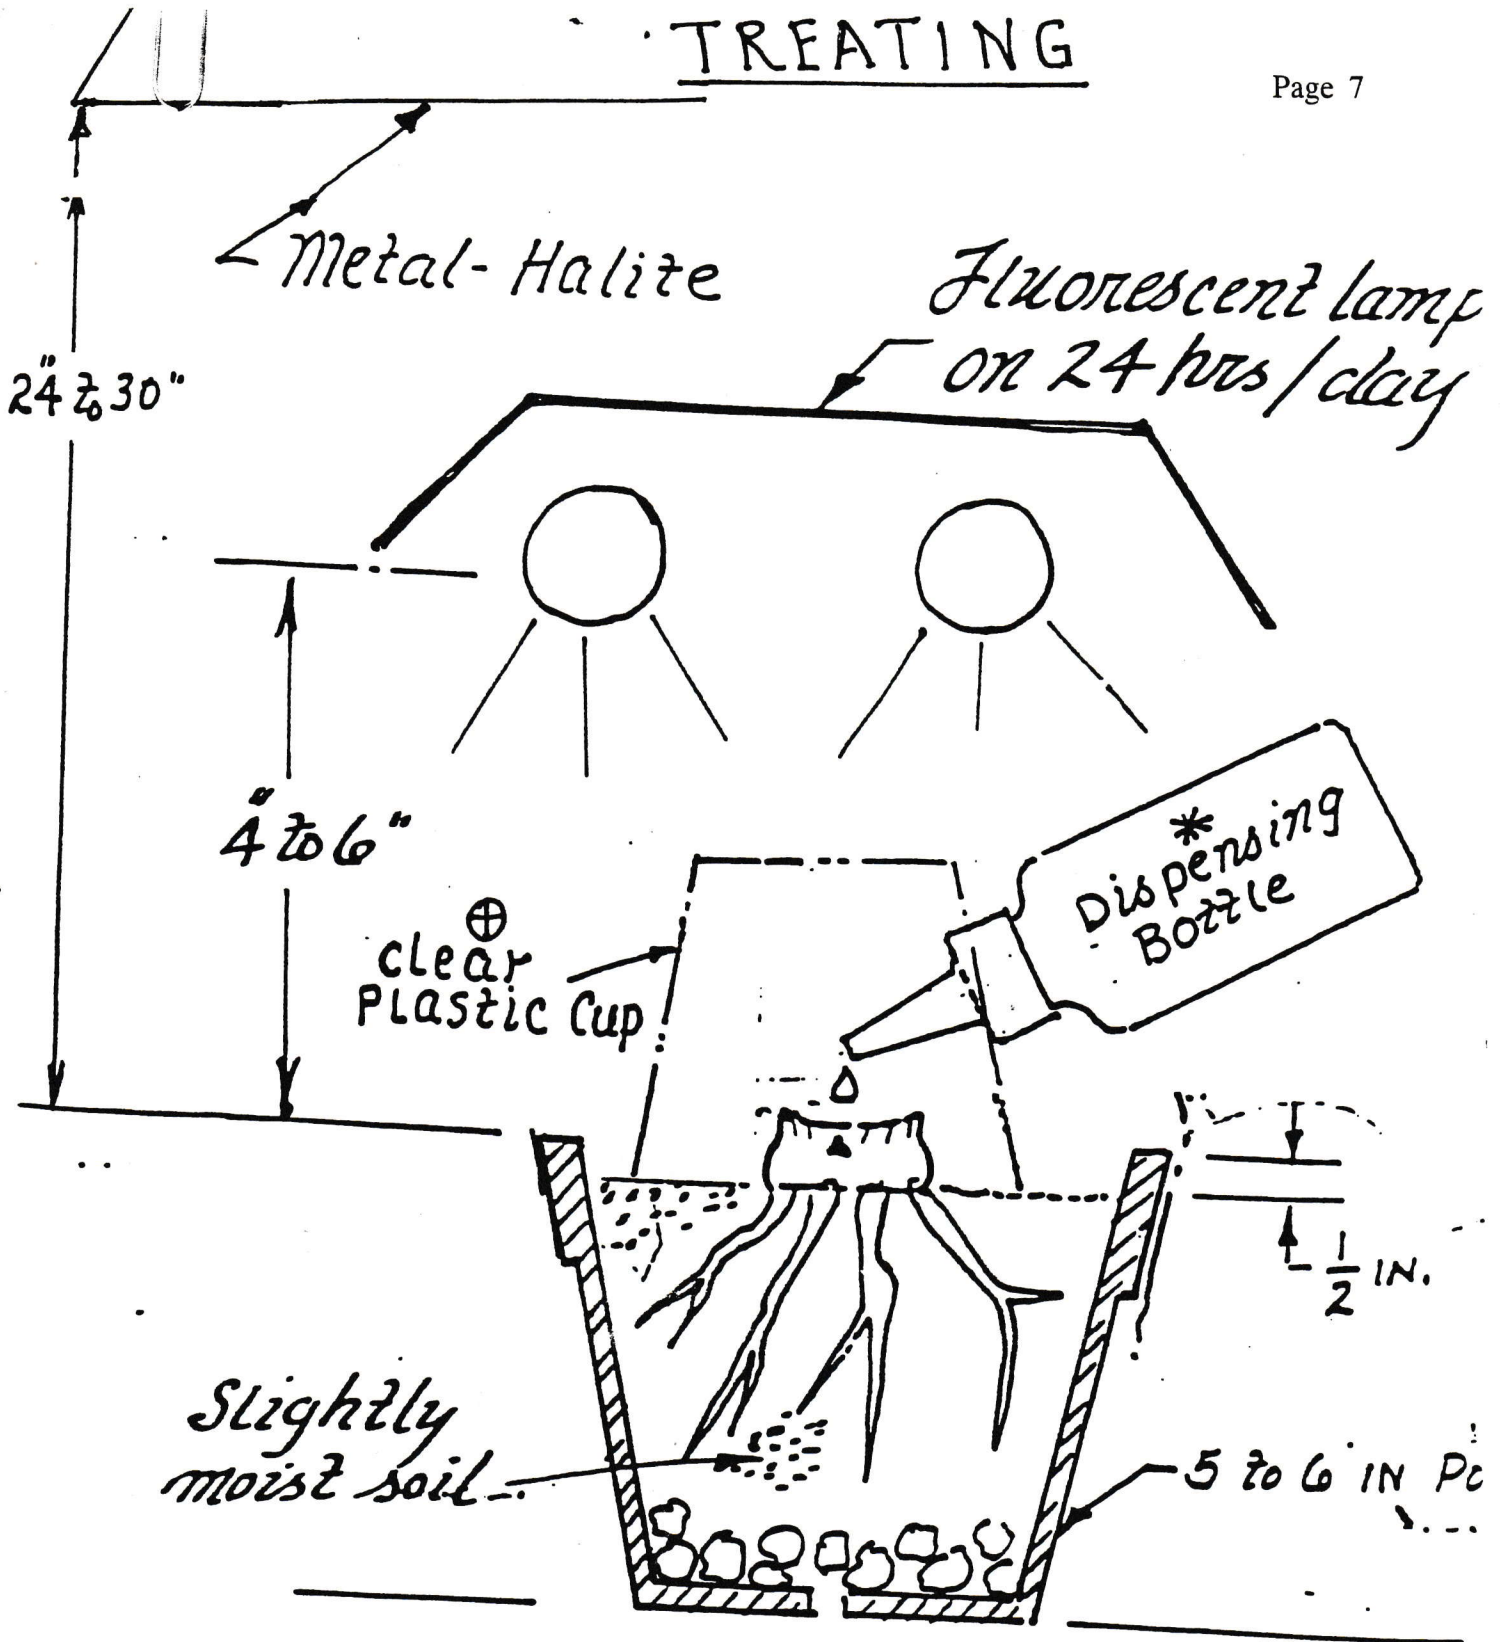 TREATING
Page 7
Metal-Halite
Fluorescent lamp
on 24 hrs/day
24" to 30"
4" to 6"
*
Dispensing
Bottle
⊕
clear
Plastic Cup
1/2 IN.
Slightly
moist soil
5 to 6 IN